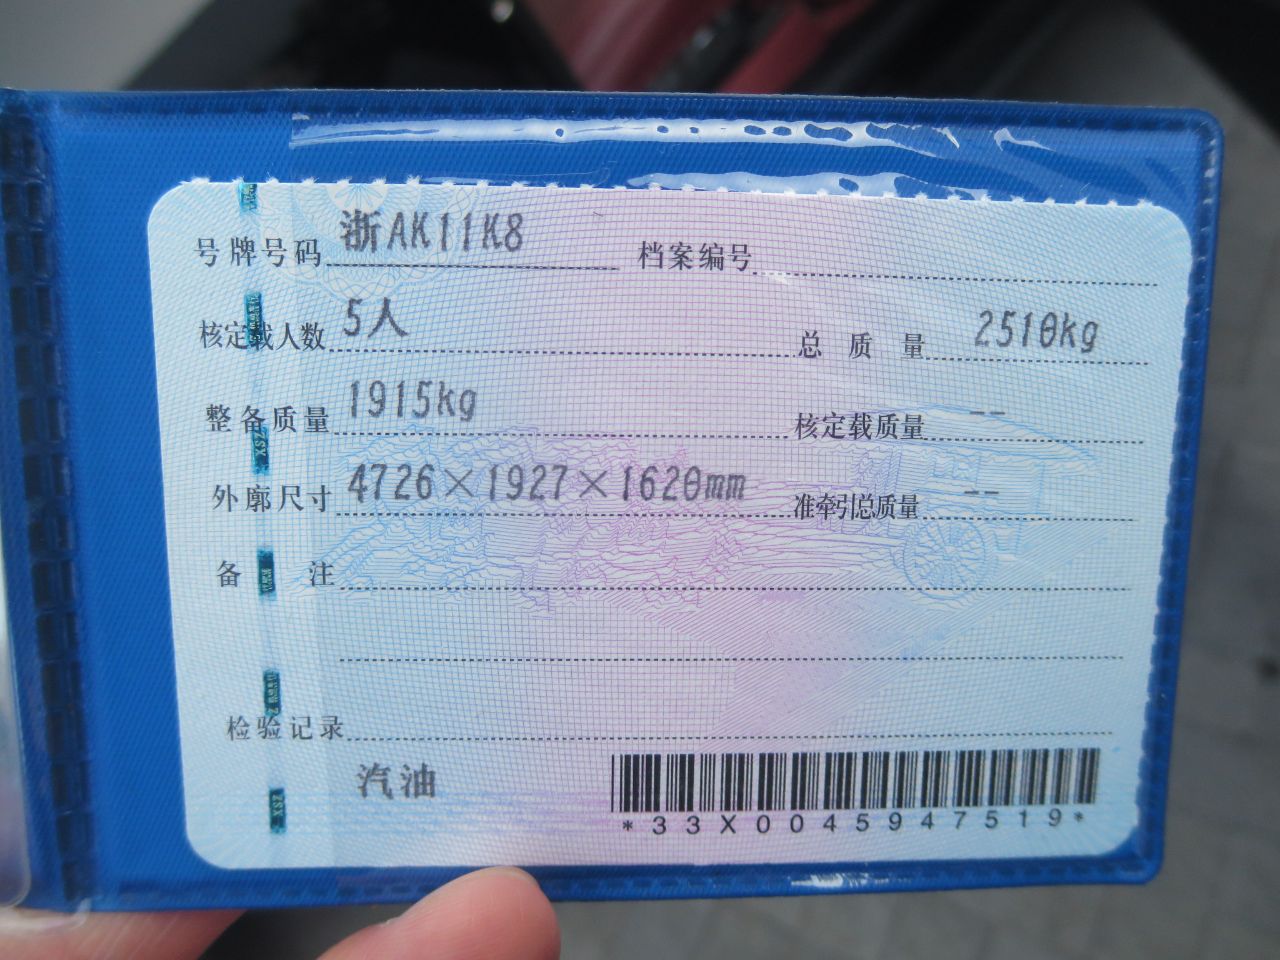 号牌号码 浙AK11K8 档案编号
核定载人数 5人 总质量 2510kg
整备质量 1915kg 核定载质量 --
外廓尺寸 4726×1927×1620mm 准牵引总质量 --
备注
检验记录
汽油
*33X0045947519*
XSZ
XSZ